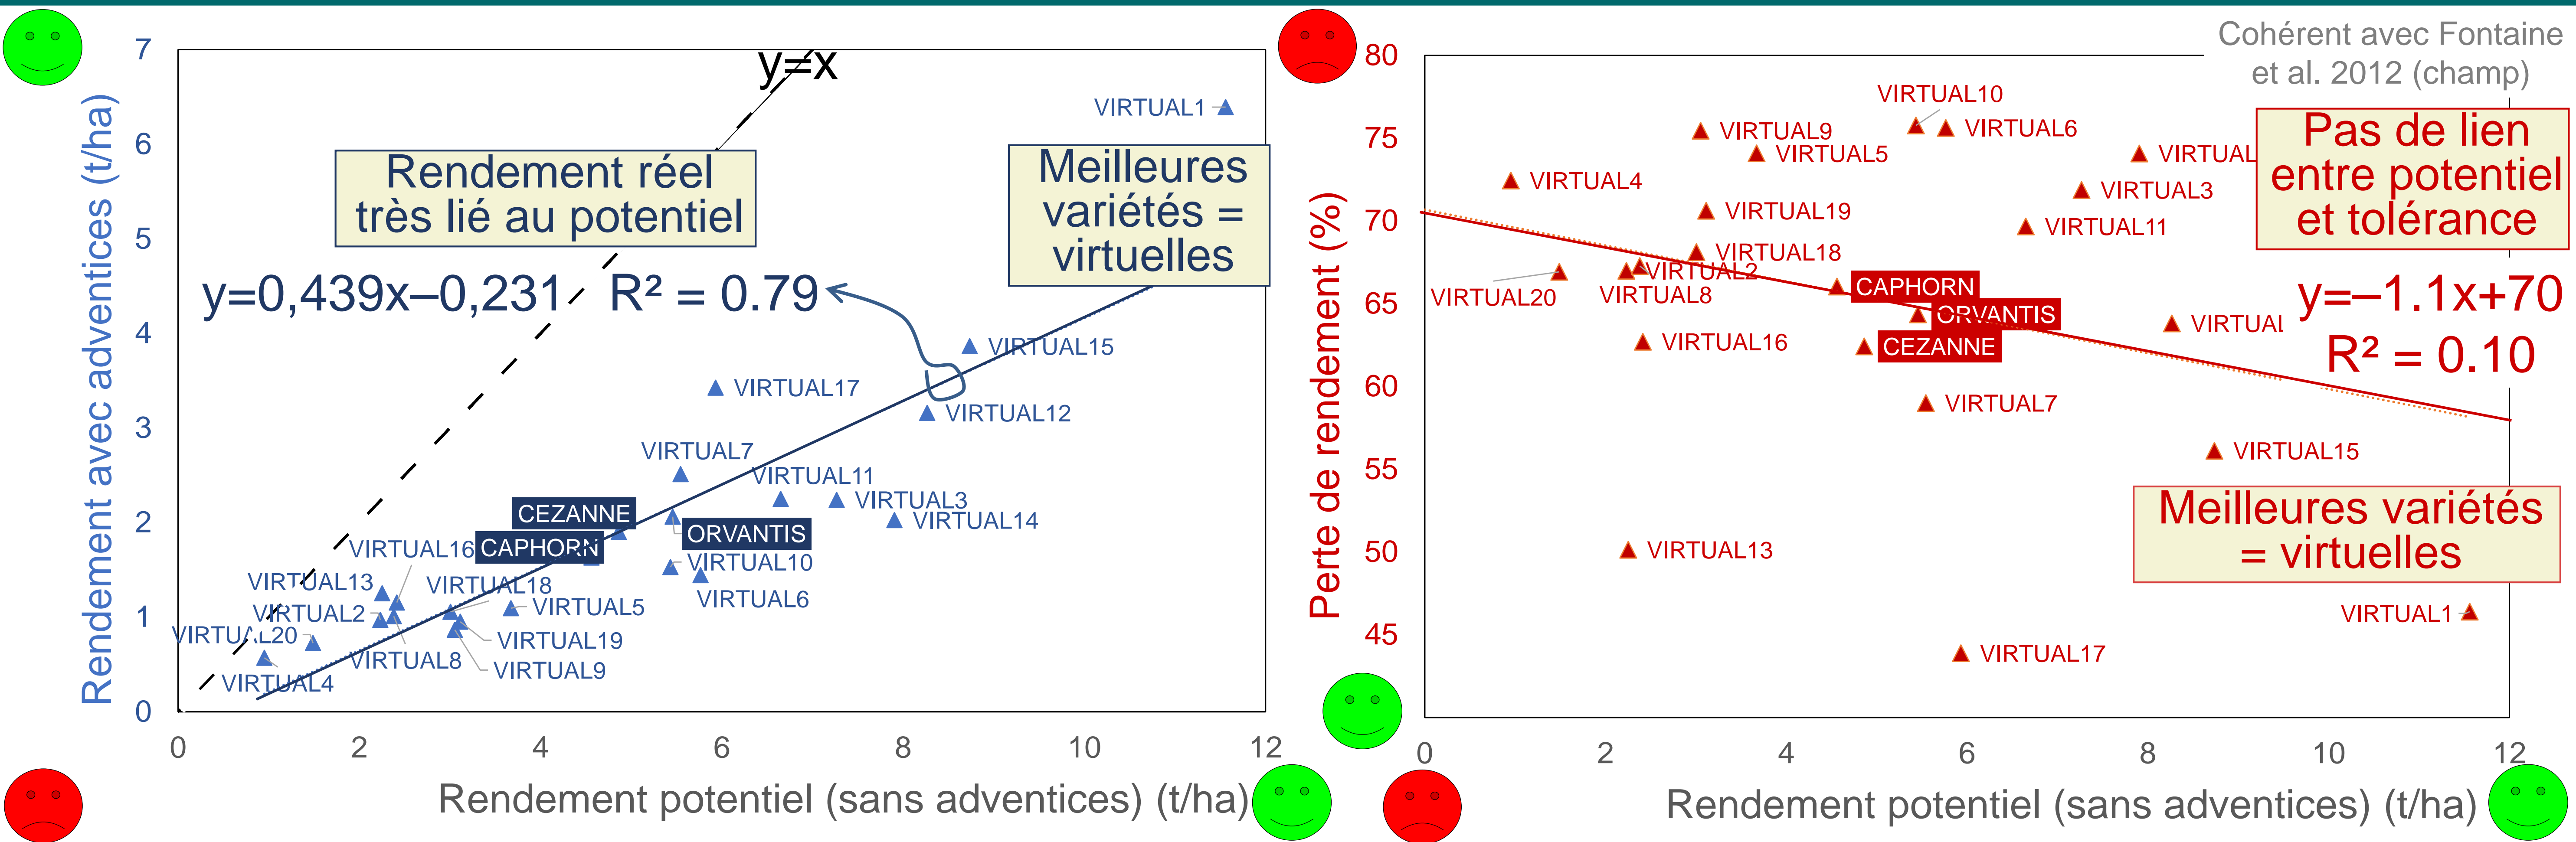 7
6
5
4
3
2
1
0
Rendement avec adventices (t/ha)
y=x
VIRTUAL1
Rendement réel
très lié au potentiel
Meilleures
variétés =
virtuelles
y=0,439x–0,231 R² = 0.79
VIRTUAL15
VIRTUAL17
VIRTUAL12
VIRTUAL7
VIRTUAL11
VIRTUAL3
VIRTUAL14
CEZANNE
ORVANTIS
VIRTUAL16
CAPHORN
VIRTUAL10
VIRTUAL13
VIRTUAL18
VIRTUAL6
VIRTUAL2
VIRTUAL5
VIRTUAL20
VIRTUAL19
VIRTUAL8
VIRTUAL9
VIRTUAL4
0 2 4 6 8 10 12
Rendement potentiel (sans adventices) (t/ha)
80
75
70
65
60
55
50
45
Perte de rendement (%)
Cohérent avec Fontaine
et al. 2012 (champ)
VIRTUAL10
VIRTUAL9
VIRTUAL6
VIRTUAL5
VIRTUAL
VIRTUAL4
VIRTUAL3
VIRTUAL19
VIRTUAL11
Pas de lien
entre potentiel
et tolérance
VIRTUAL18
VIRTUAL2
VIRTUAL20
VIRTUAL8
CAPHORN
ORVANTIS
VIRTUAL
y=–1.1x+70
R² = 0.10
VIRTUAL16
CEZANNE
VIRTUAL7
VIRTUAL15
Meilleures variétés
= virtuelles
VIRTUAL13
VIRTUAL1
VIRTUAL17
0 2 4 6 8 10 12
Rendement potentiel (sans adventices) (t/ha)